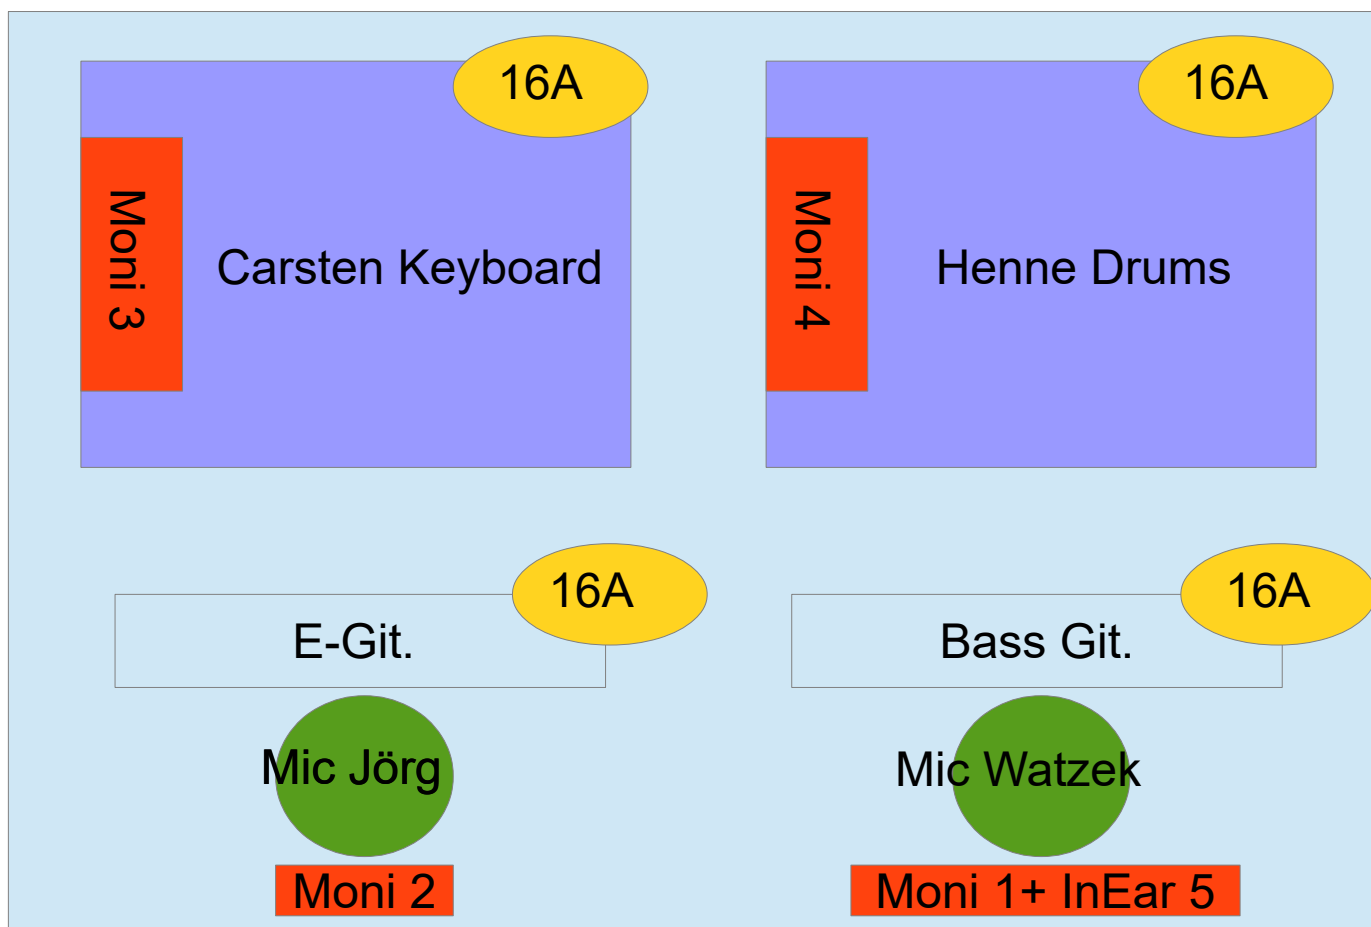 16A
16A
Moni 3
Carsten Keyboard
Moni 4
Henne Drums
16A
16A
E-Git.
Bass Git.
Mic Jörg
Mic Watzek
Moni 2
Moni 1+ InEar 5